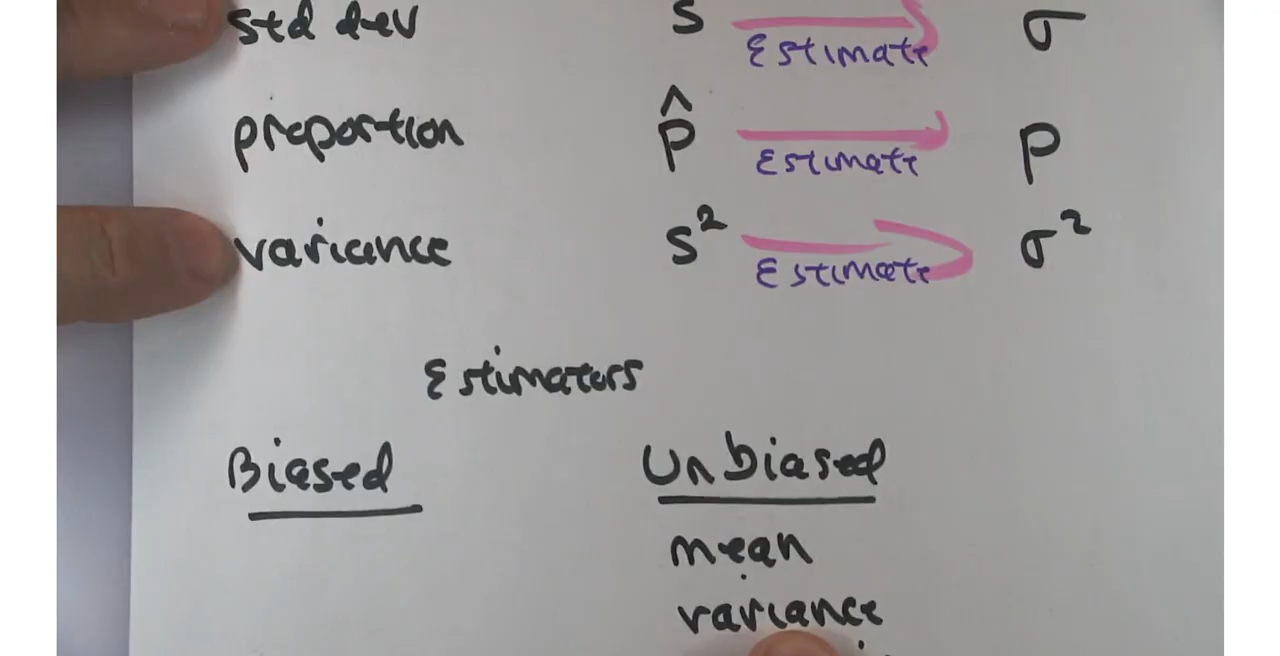 std dev s Estimate σ
proportion p̂ Estimate p
variance s² Estimate σ²
Estimators
Biased Unbiased
mean
variance